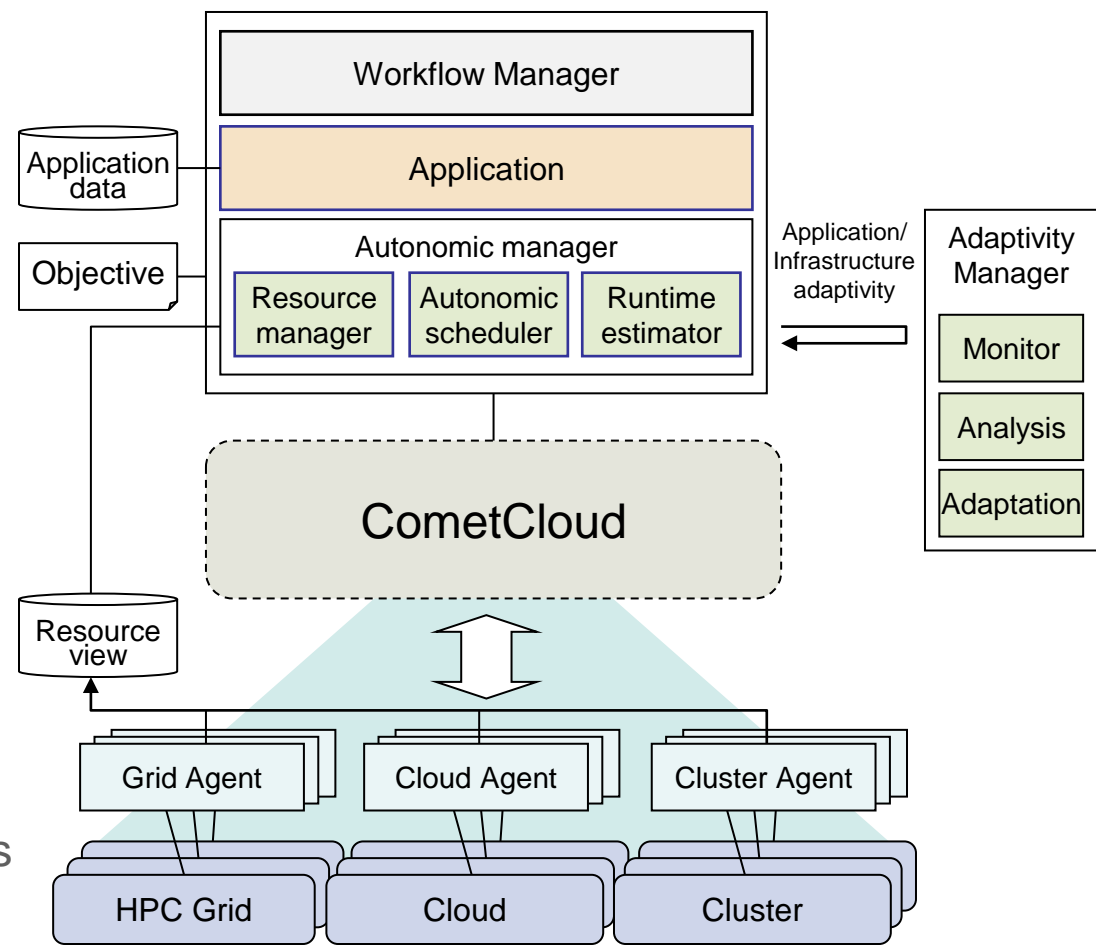 Workflow Manager
Application
data
Application
Objective
Autonomic manager
Resource
manager
Autonomic
scheduler
Runtime
estimator
Application/
Infrastructure
adaptivity
Adaptivity
Manager
Monitor
Analysis
Adaptation
CometCloud
Resource
view
Grid Agent
Cloud Agent
Cluster Agent
s
HPC Grid
Cloud
Cluster